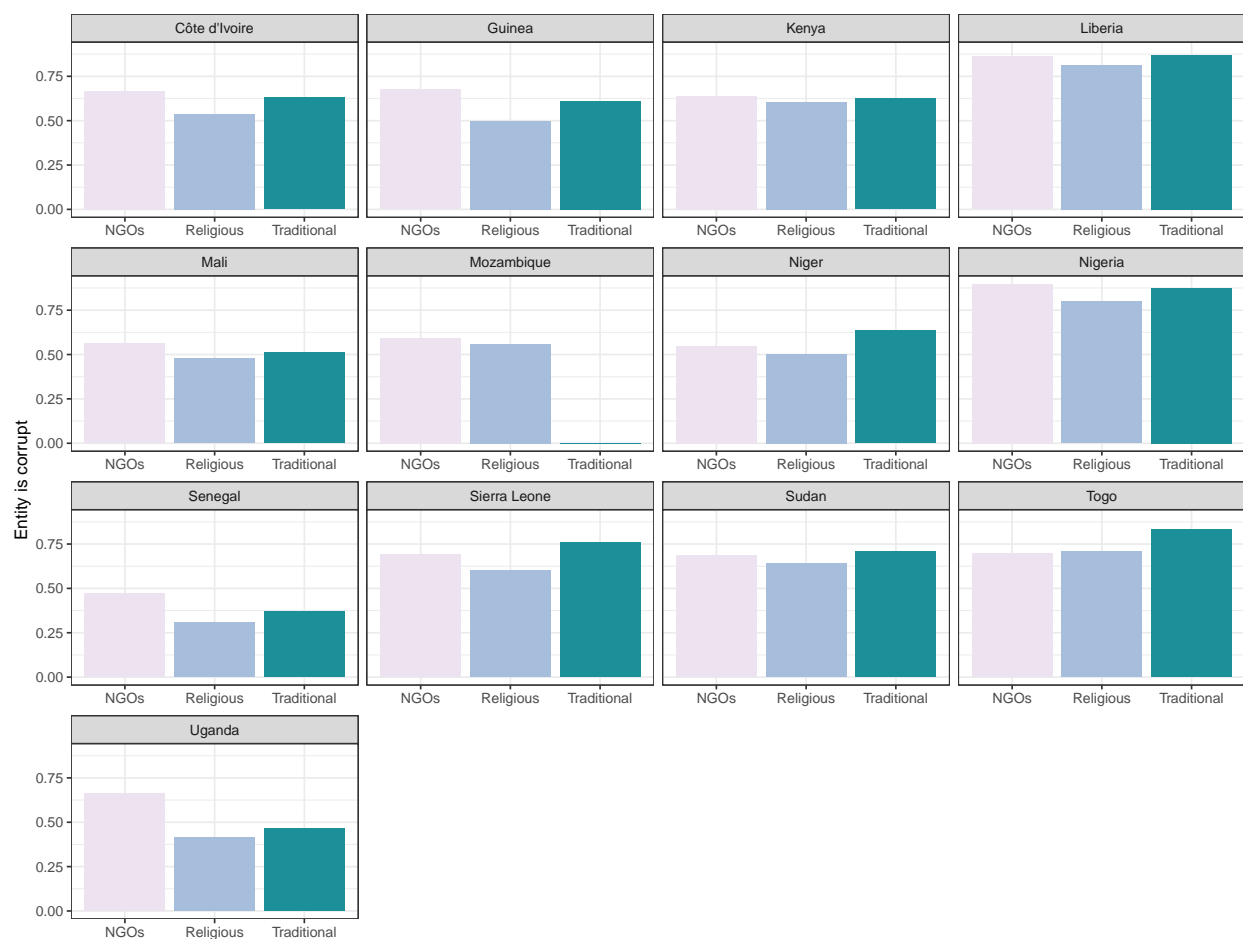 Côte d'Ivoire Guinea Kenya Liberia
0.75
0.50
0.25
0.00
NGOs Religious Traditional NGOs Religious Traditional NGOs Religious Traditional NGOs Religious Traditional
Mali Mozambique Niger Nigeria
0.75
0.50
0.25
0.00
NGOs Religious Traditional NGOs Religious Traditional NGOs Religious Traditional NGOs Religious Traditional
Entity is corrupt
Senegal Sierra Leone Sudan Togo
0.75
0.50
0.25
0.00
NGOs Religious Traditional NGOs Religious Traditional NGOs Religious Traditional NGOs Religious Traditional
Uganda
0.75
0.50
0.25
0.00
NGOs Religious Traditional